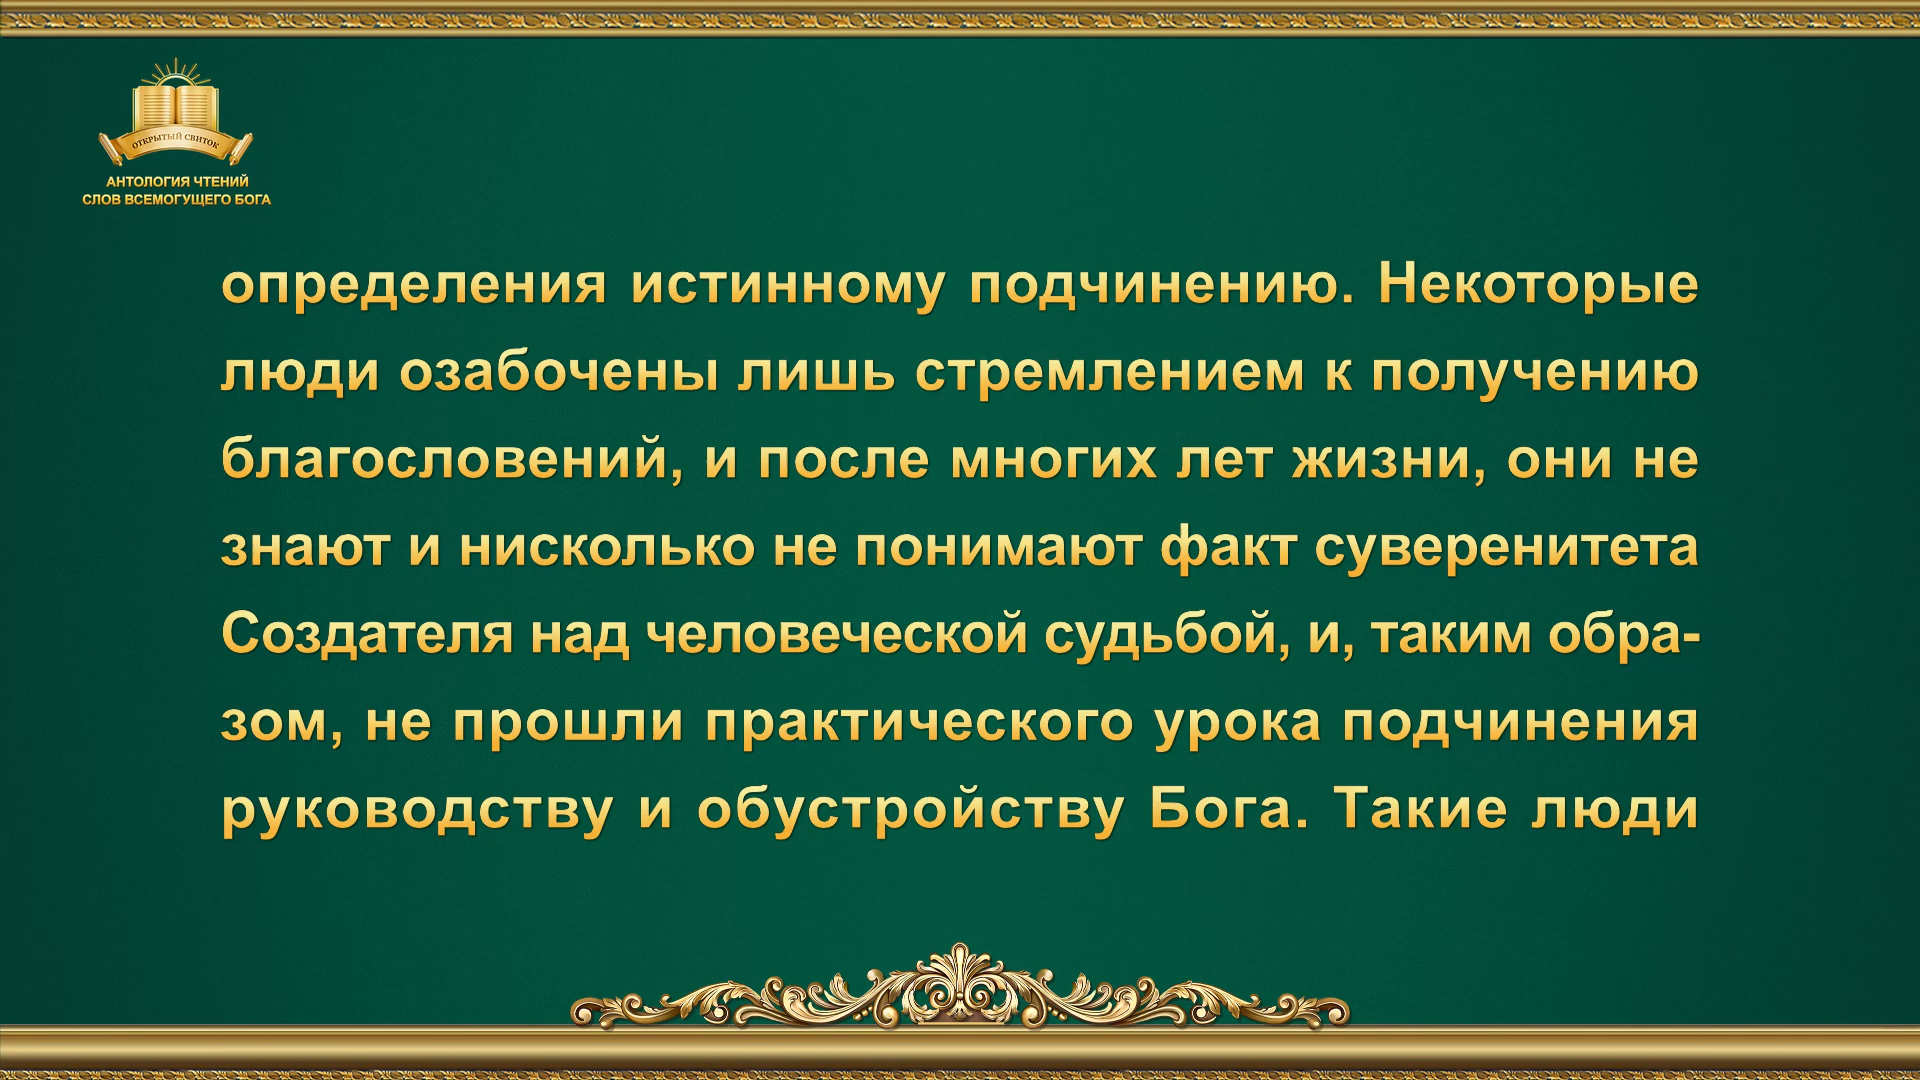 ОТКРЫТЫЙ СВИТОК
АНТОЛОГИЯ ЧТЕНИЙ
СЛОВ ВСЕМОГУЩЕГО БОГА
определения истинному подчинению. Некоторые
люди озабочены лишь стремлением к получению
благословений, и после многих лет жизни, они не
знают и нисколько не понимают факт суверенитета
Создателя над человеческой судьбой, и, таким обра-
зом, не прошли практического урока подчинения
руководству и обустройству Бога. Такие люди